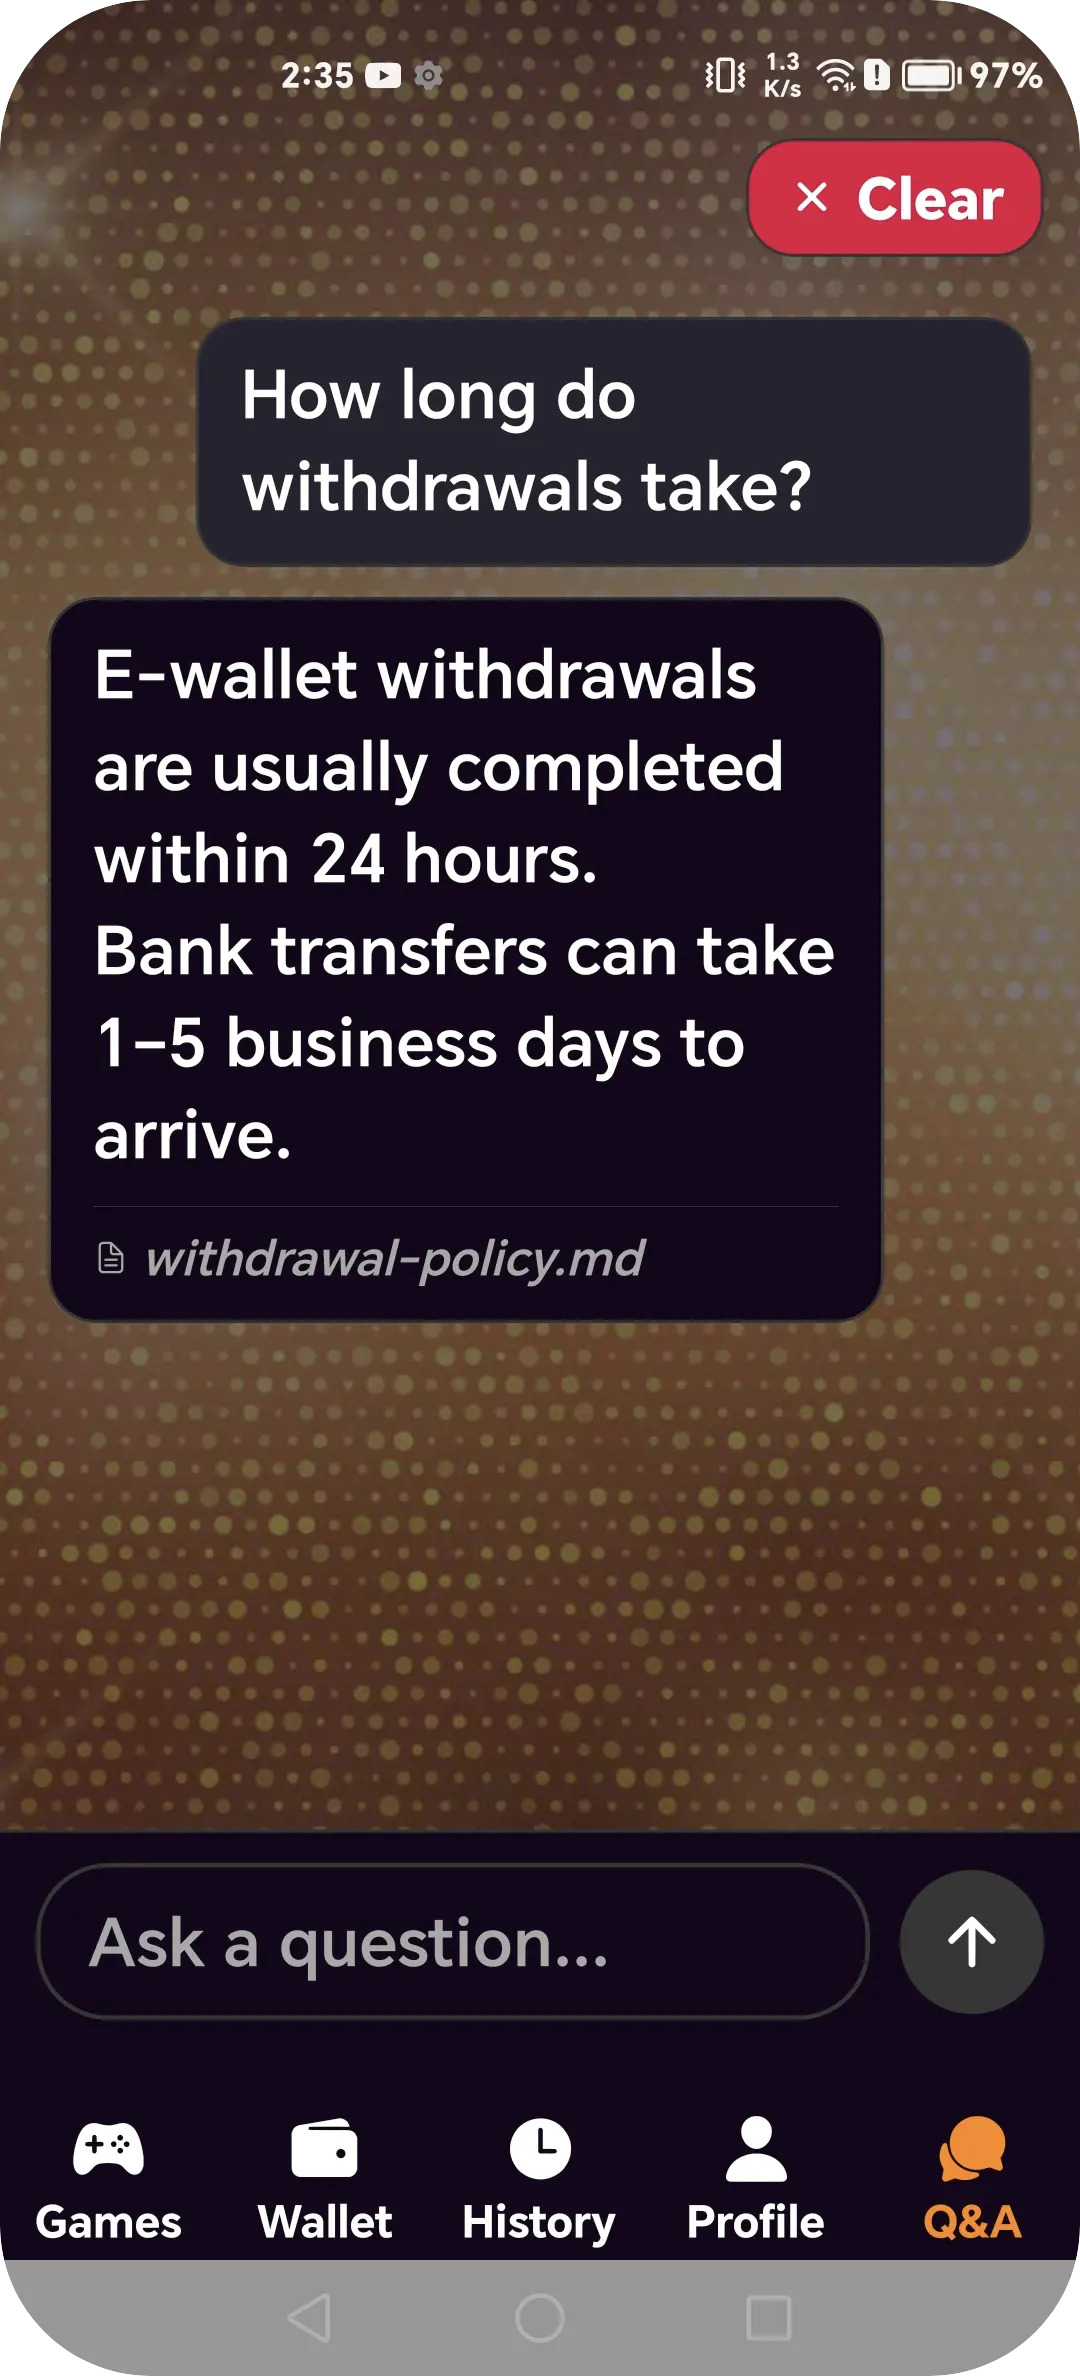 2:35
1.3
K/s
97%
Clear
How long do
withdrawals take?
E-wallet withdrawals
are usually completed
within 24 hours.
Bank transfers can take
1-5 business days to
arrive.
withdrawal-policy.md
Ask a question...
Games
Wallet
History
Profile
Q&A